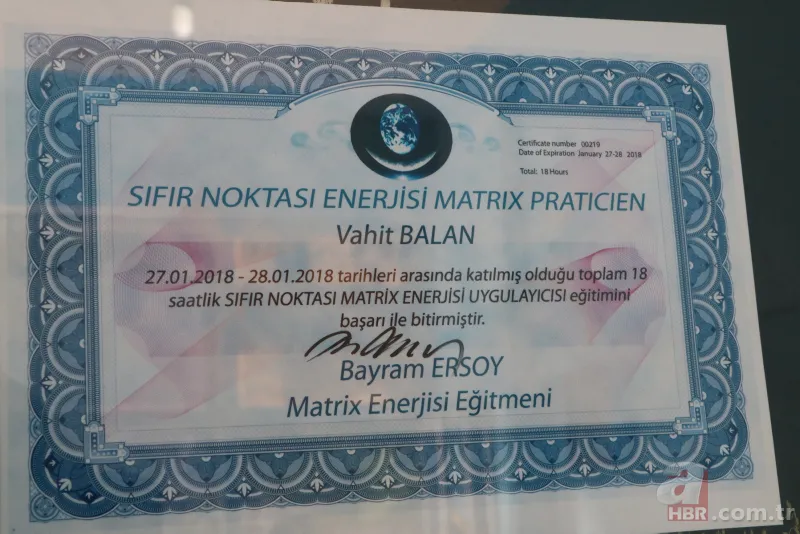 Certificate number 00219
Date of Expiration January 27-28 2018
Total: 18 Hours
SIFIR NOKTASI ENERJİSİ MATRIX PRATICIEN
Vahit BALAN
27.01.2018 - 28.01.2018 tarihleri arasında katılmış olduğu toplam 18
saatlik SIFIR NOKTASI MATRİX ENERJİSİ UYGULAYICISI eğitimini
başarı ile bitirmiştir.
Bayram ERSOY
Matrix Enerjisi Eğitmeni
a
HBR.com.tr